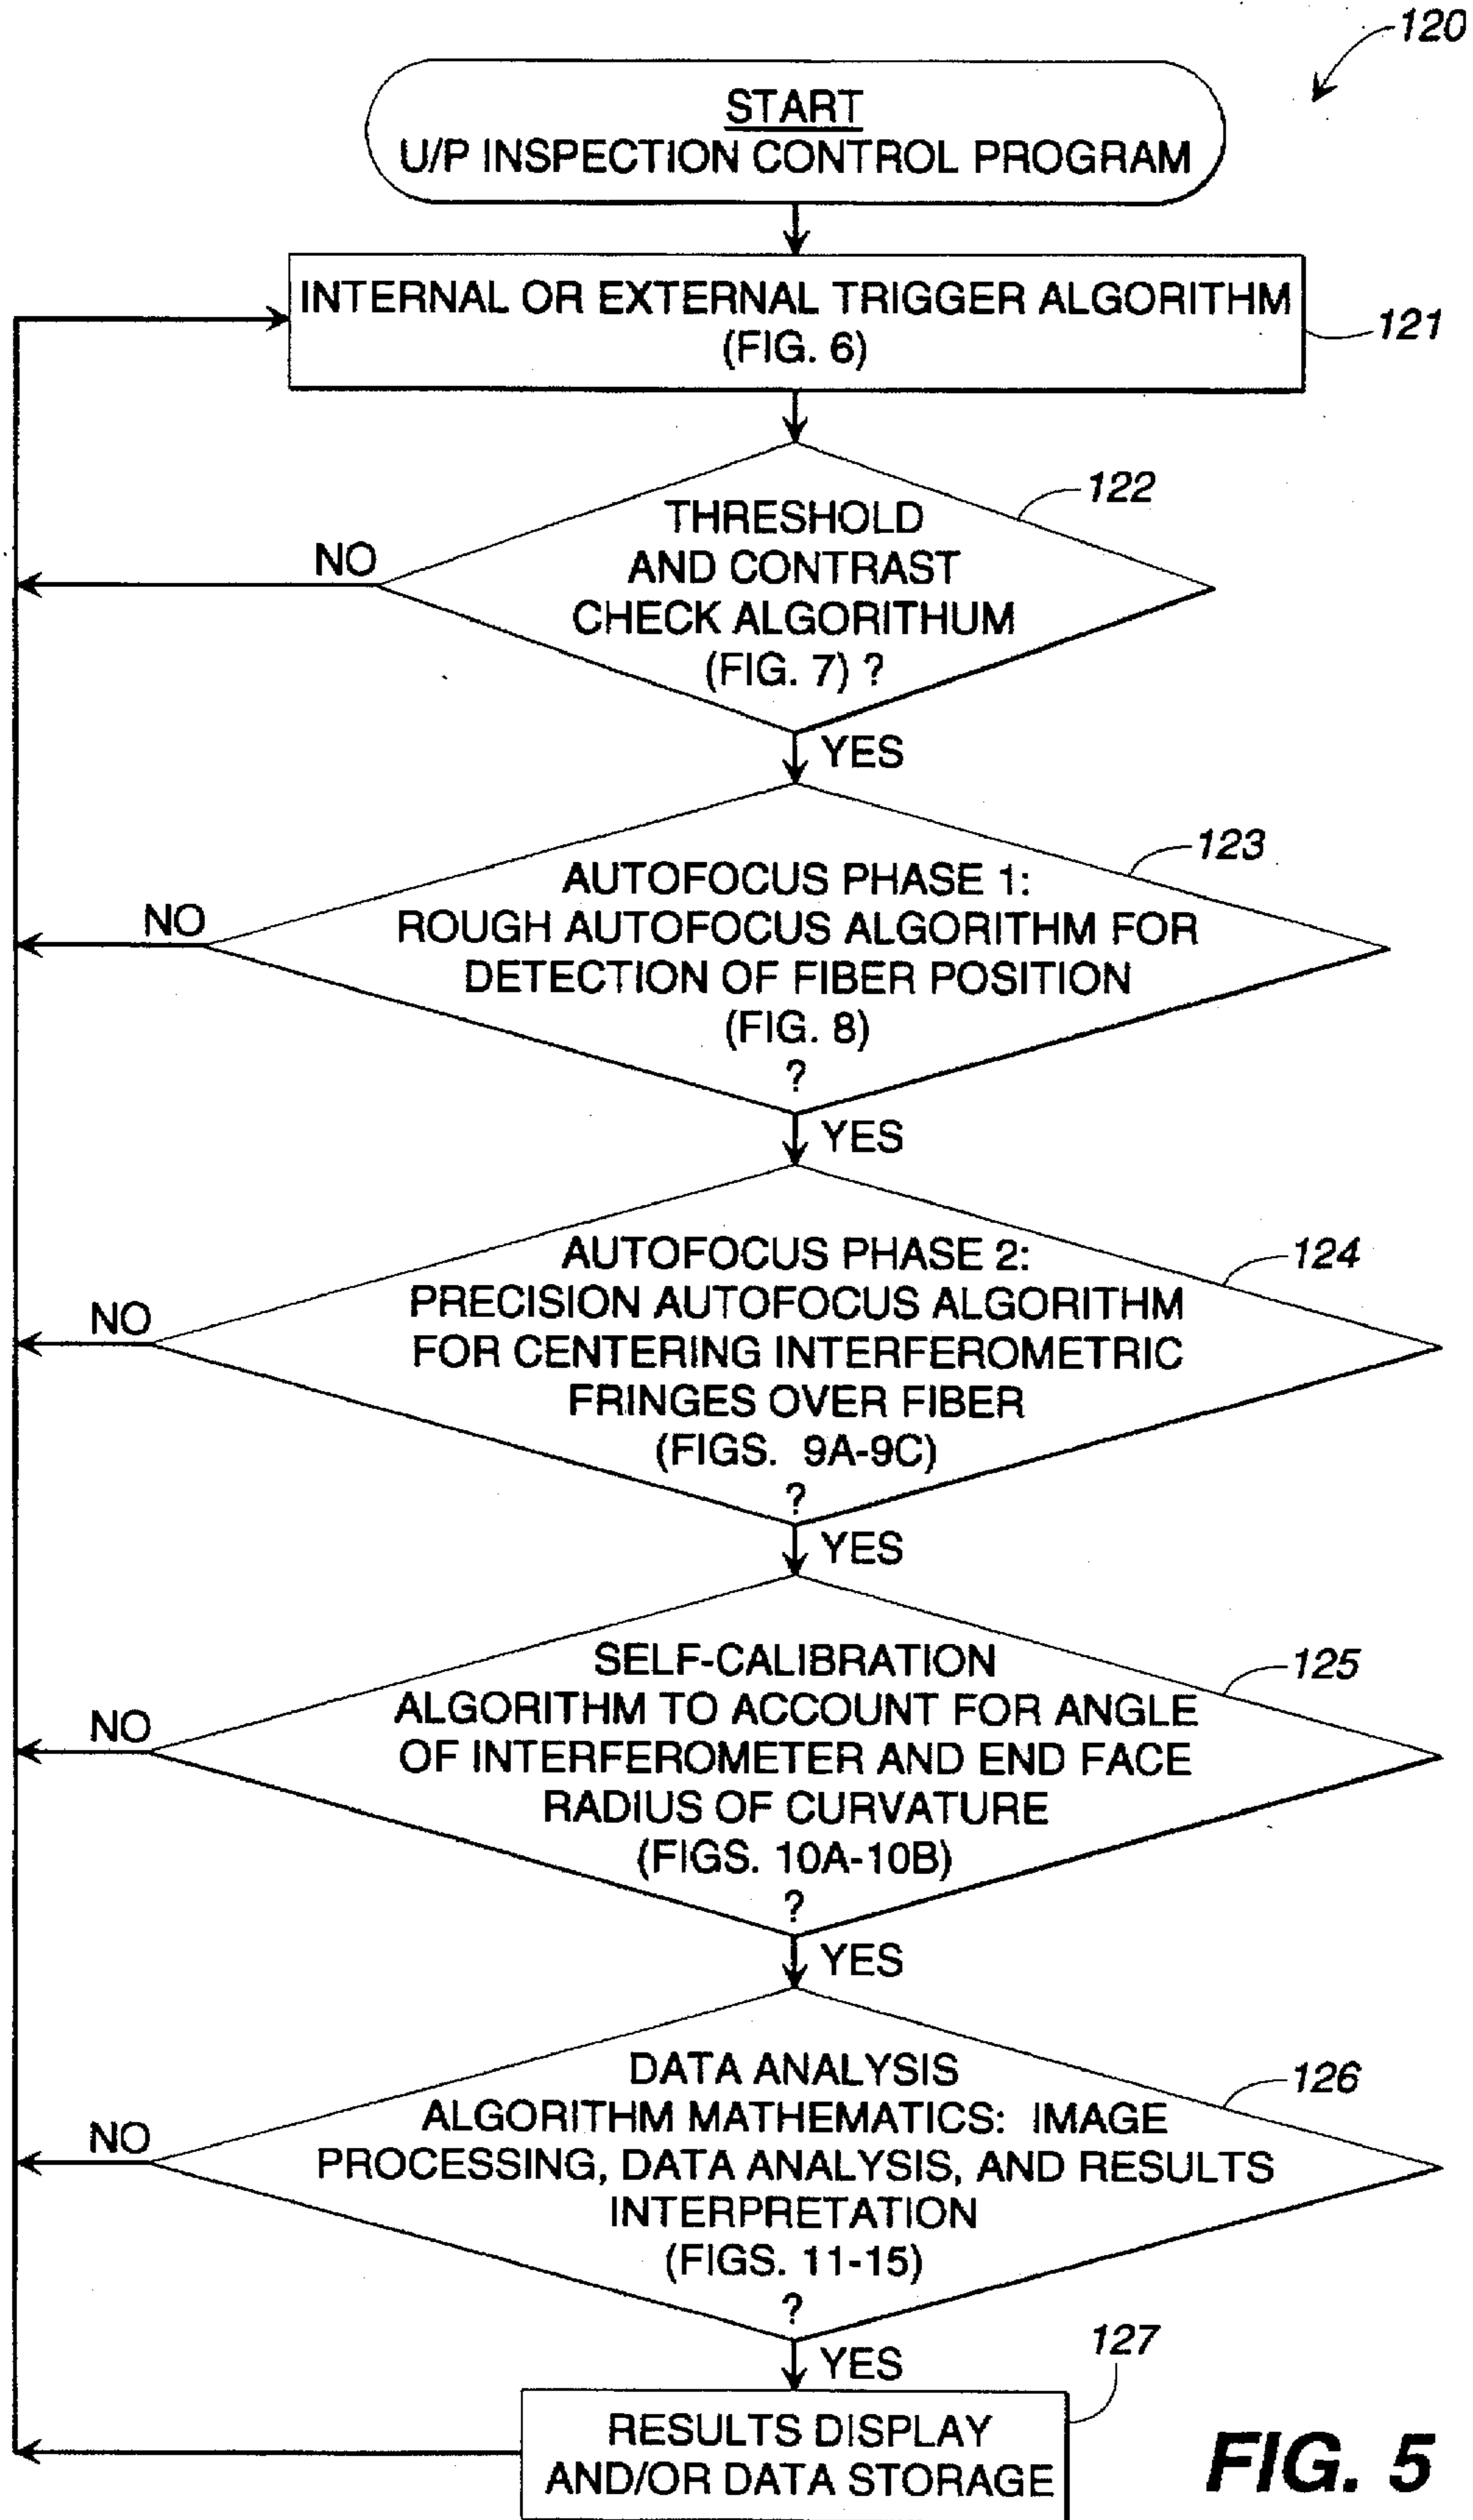 120
START
U/P INSPECTION CONTROL PROGRAM
INTERNAL OR EXTERNAL TRIGGER ALGORITHM
(FIG. 6)
121
122
THRESHOLD
AND CONTRAST
CHECK ALGORITHUM
(FIG. 7) ?
NO
YES
123
AUTOFOCUS PHASE 1:
ROUGH AUTOFOCUS ALGORITHM FOR
DETECTION OF FIBER POSITION
(FIG. 8)
?
NO
YES
124
AUTOFOCUS PHASE 2:
PRECISION AUTOFOCUS ALGORITHM
FOR CENTERING INTERFEROMETRIC
FRINGES OVER FIBER
(FIGS. 9A-9C)
?
NO
YES
125
SELF-CALIBRATION
ALGORITHM TO ACCOUNT FOR ANGLE
OF INTERFEROMETER AND END FACE
RADIUS OF CURVATURE
(FIGS. 10A-10B)
?
NO
YES
126
DATA ANALYSIS
ALGORITHM MATHEMATICS: IMAGE
PROCESSING, DATA ANALYSIS, AND RESULTS
INTERPRETATION
(FIGS. 11-15)
?
NO
YES
127
RESULTS DISPLAY
AND/OR DATA STORAGE
FIG. 5